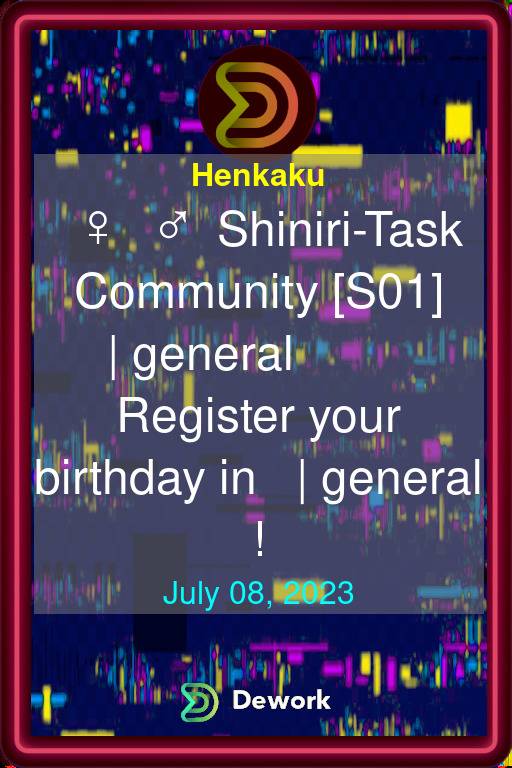 Henkaku
♀ ♂ Shiniri-Task
Community [S01]
| general
Register your
birthday in | general
!
July 08, 2023
Dework